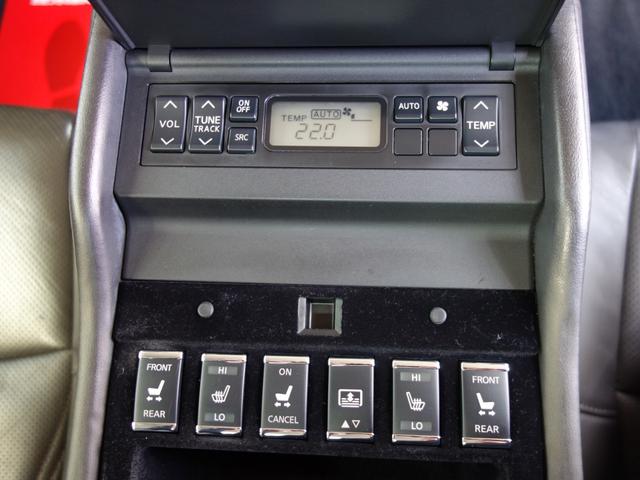 VOL
TUNE
TRACK
ON
OFF
SRC
TEMP AUTO
22.0
AUTO
TEMP
FRONT
REAR
HI
LO
ON
CANCEL
HI
LO
FRONT
REAR